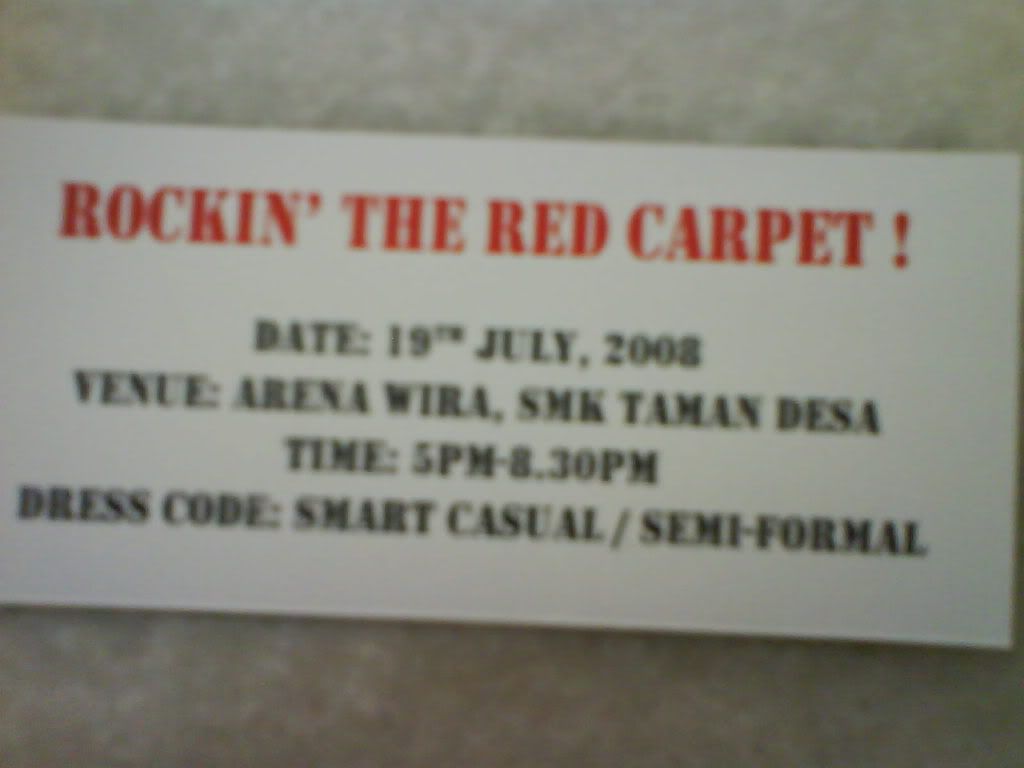 ROCKIN' THE RED CARPET !
DATE: 19TH JULY, 2008
VENUE: ARENA WIRA, SMK TAMAN DESA
TIME: 5PM-8.30PM
DRESS CODE: SMART CASUAL / SEMI-FORMAL